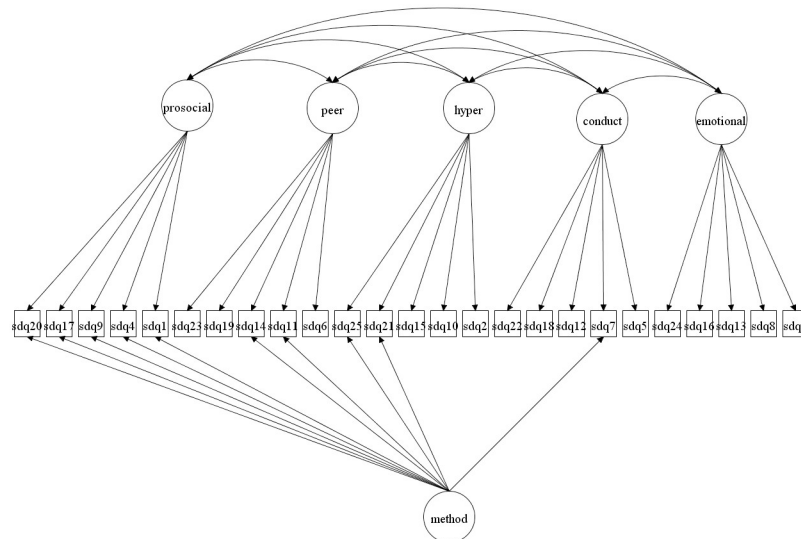 prosocial peer hyper conduct emotional
sdq20 sdq17 sdq9 sdq4 sdq1 sdq23 sdq19 sdq14 sdq11 sdq6 sdq25 sdq21 sdq15 sdq10 sdq2 sdq22 sdq18 sdq12 sdq7 sdq5 sdq24 sdq16 sdq13 sdq8 sdq
method